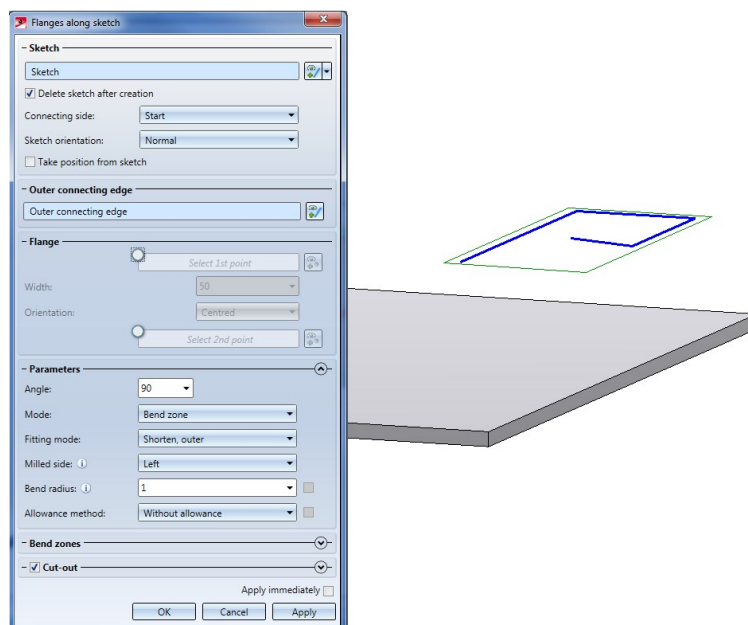 Flanges along sketch
Sketch
Sketch
Delete sketch after creation
Connecting side: Start
Sketch orientation: Normal
Take position from sketch
Outer connecting edge
Outer connecting edge
Flange
Select 1st point
Width: 50
Orientation: Centred
Select 2nd point
Parameters
Angle: 90
Mode: Bend zone
Fitting mode: Shorten, outer
Milled side: Left
Bend radius: 1
Allowance method: Without allowance
Bend zones
Cut-out
Apply immediately
OK Cancel Apply